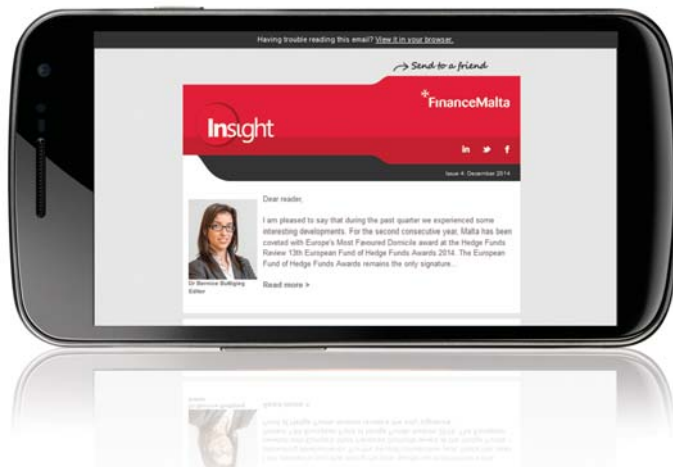 Having trouble reading this email? View it in your browser.
Send to a friend
FinanceMalta
Insight
Issue 4 December 2014
Dear reader,
I am pleased to say that during the past quarter we experienced some
interesting developments. For the second consecutive year, Malta has been
coveted with Europe's Most Favoured Domicile award at the Hedge Funds
Review 13th European Fund of Hedge Funds Awards 2014. The European
Fund of Hedge Funds Awards remains the only signature...
Read more >
Dr Bernice Buttigieg
Editor